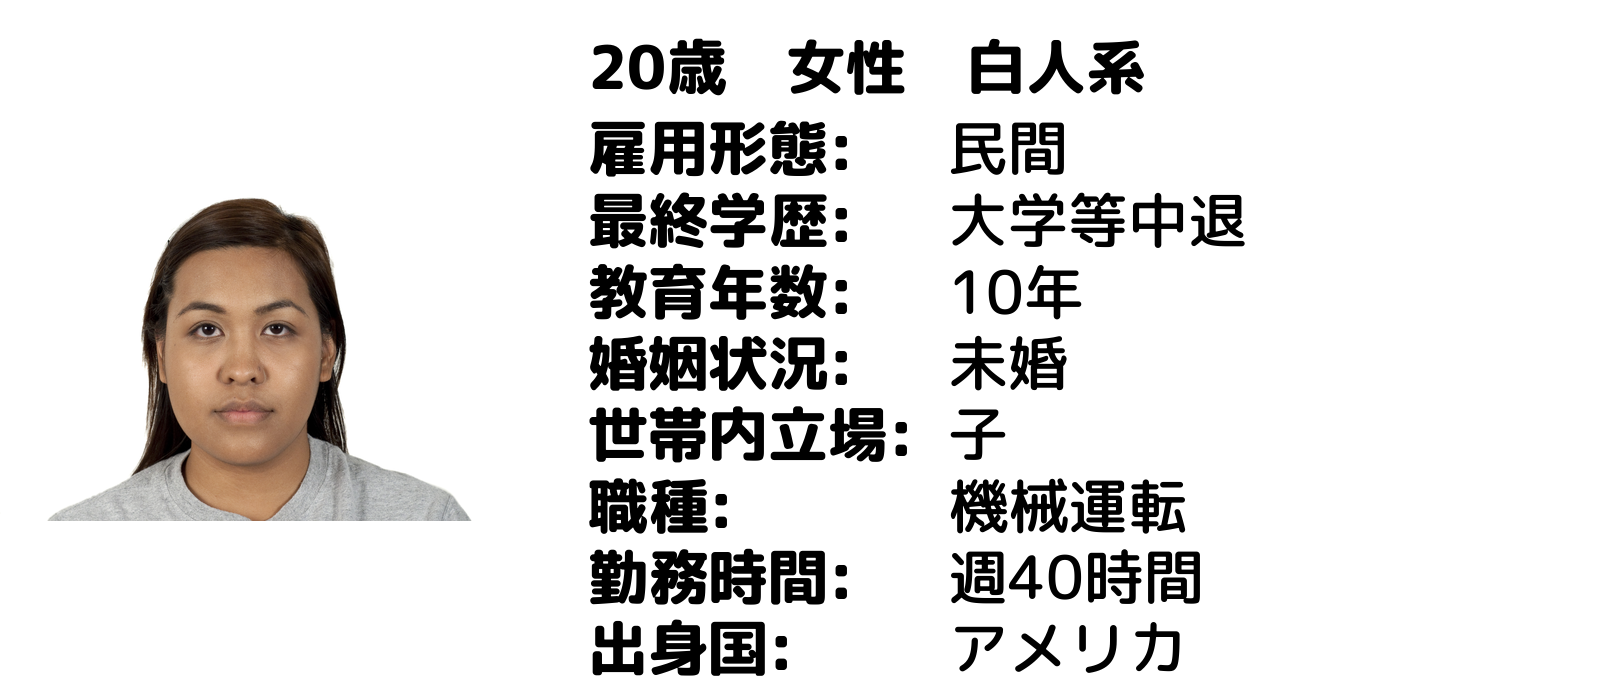 20歳　女性　白人系
雇用形態:　民間
最終学歴:　大学等中退
教育年数:　10年
婚姻状況:　未婚
世帯内立場:　子
職種:　機械運転
勤務時間:　週40時間
出身国:　アメリカ